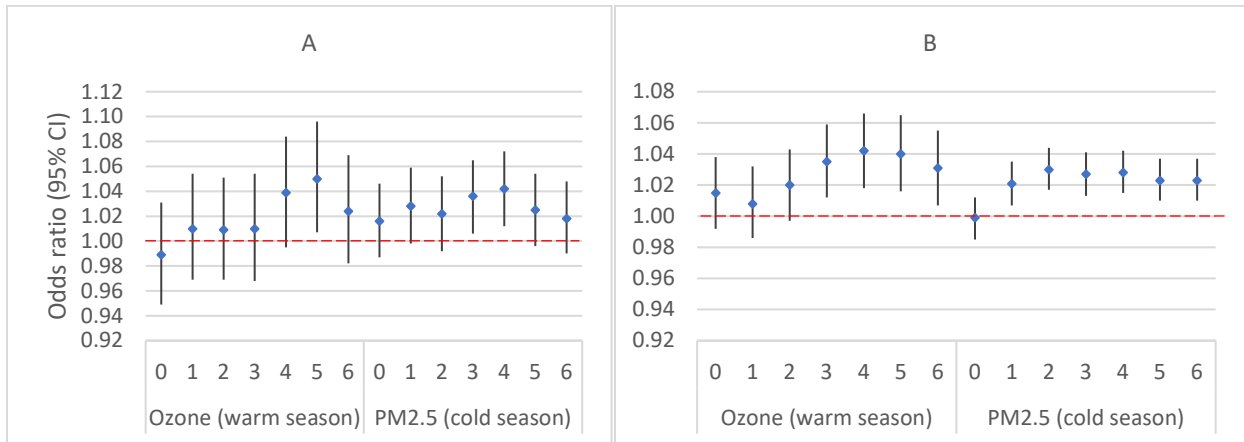 A
Odds ratio (95% CI)
1.12
1.10
1.08
1.06
1.04
1.02
1.00
0.98
0.96
0.94
0.92
0 1 2 3 4 5 6 0 1 2 3 4 5 6
Ozone (warm season) PM2.5 (cold season)
B
1.08
1.06
1.04
1.02
1.00
0.98
0.96
0.94
0.92
0 1 2 3 4 5 6 0 1 2 3 4 5 6
Ozone (warm season) PM2.5 (cold season)